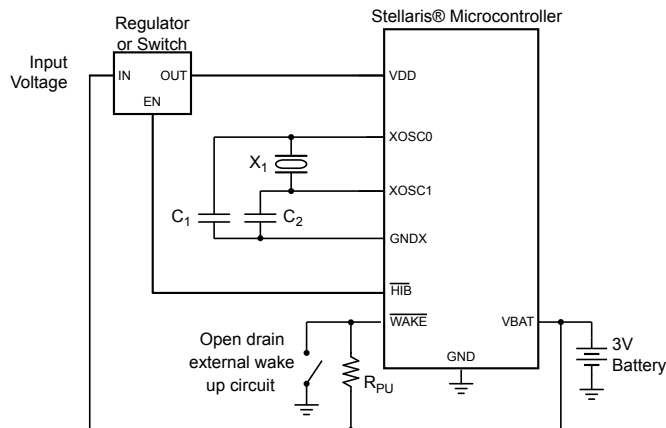 Stellaris® Microcontroller
Regulator
or Switch
Input
Voltage
IN OUT
EN
VDD
XOSC0
X1
XOSC1
C1 C2
GNDX
HIB
WAKE
VBAT
Open drain
external wake
up circuit
RPU
GND
3V
Battery